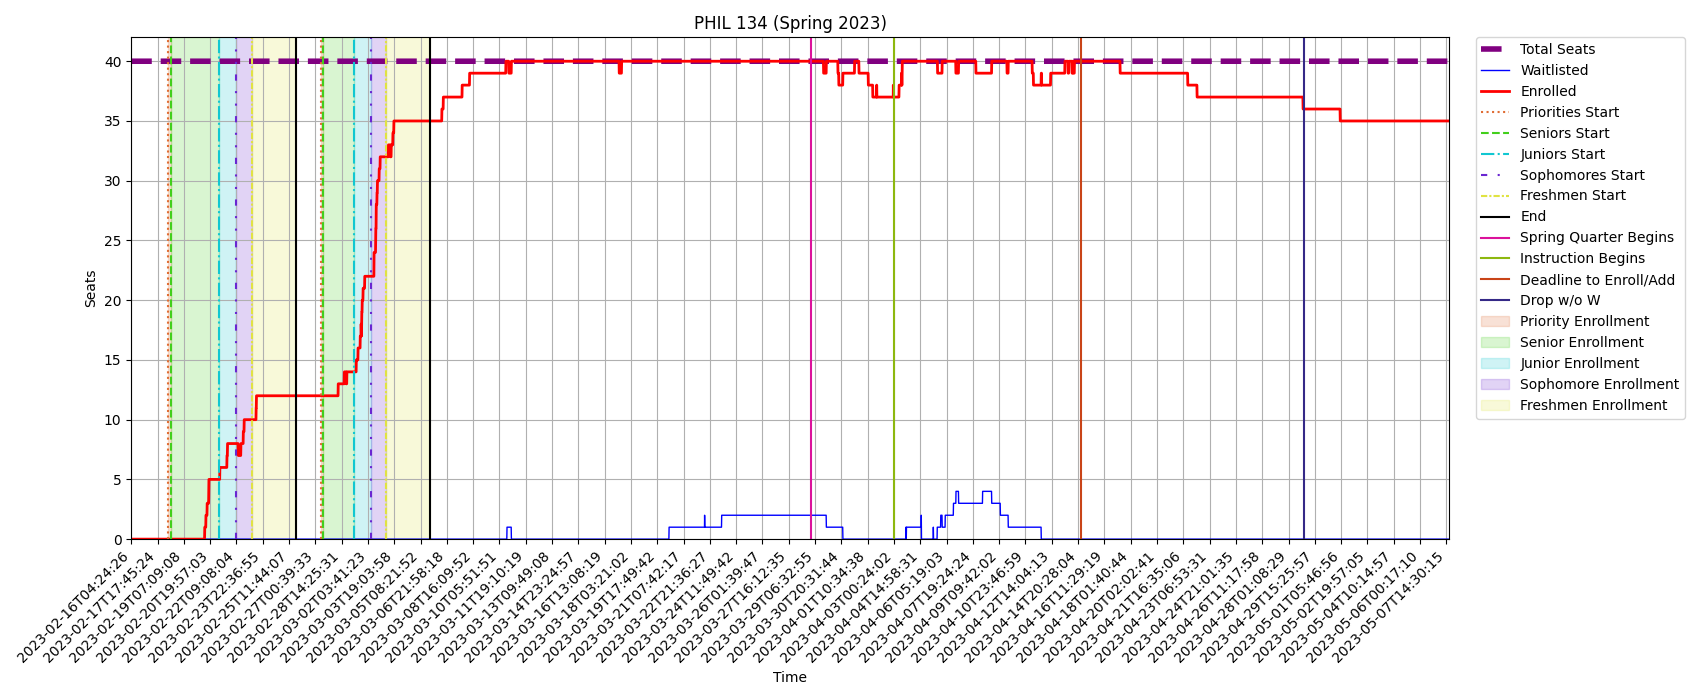 PHIL 134 (Spring 2023)
Seats
40
35
30
25
20
15
10
5
0
2023-02-16T04:24:26
2023-02-17T17:45:24
2023-02-19T07:09:08
2023-02-20T19:57:03
2023-02-22T09:08:04
2023-02-23T22:36:55
2023-02-25T11:44:07
2023-02-27T00:39:33
2023-02-28T14:25:31
2023-03-02T03:41:23
2023-03-03T19:03:58
2023-03-05T08:21:52
2023-03-06T21:58:18
2023-03-08T16:09:52
2023-03-10T05:51:51
2023-03-11T19:10:19
2023-03-13T09:49:08
2023-03-14T23:24:57
2023-03-16T13:08:19
2023-03-18T03:21:02
2023-03-19T17:49:42
2023-03-21T07:42:17
2023-03-22T21:36:27
2023-03-24T11:49:42
2023-03-26T01:39:47
2023-03-27T16:12:35
2023-03-29T06:32:55
2023-03-30T20:31:44
2023-04-01T10:34:38
2023-04-03T00:24:02
2023-04-04T14:58:31
2023-04-06T05:19:03
2023-04-07T19:24:24
2023-04-09T09:42:02
2023-04-10T23:46:59
2023-04-12T14:04:13
2023-04-14T20:28:04
2023-04-16T11:29:19
2023-04-18T01:40:44
2023-04-20T02:02:41
2023-04-21T16:35:06
2023-04-23T06:53:31
2023-04-24T21:01:35
2023-04-26T11:17:58
2023-04-28T01:08:29
2023-04-29T15:25:57
2023-05-01T05:46:56
2023-05-02T19:57:05
2023-05-04T10:14:57
2023-05-06T00:17:10
2023-05-07T14:30:15
Time
Total Seats
Waitlisted
Enrolled
Priorities Start
Seniors Start
Juniors Start
Sophomores Start
Freshmen Start
End
Spring Quarter Begins
Instruction Begins
Deadline to Enroll/Add
Drop w/o W
Priority Enrollment
Senior Enrollment
Junior Enrollment
Sophomore Enrollment
Freshmen Enrollment